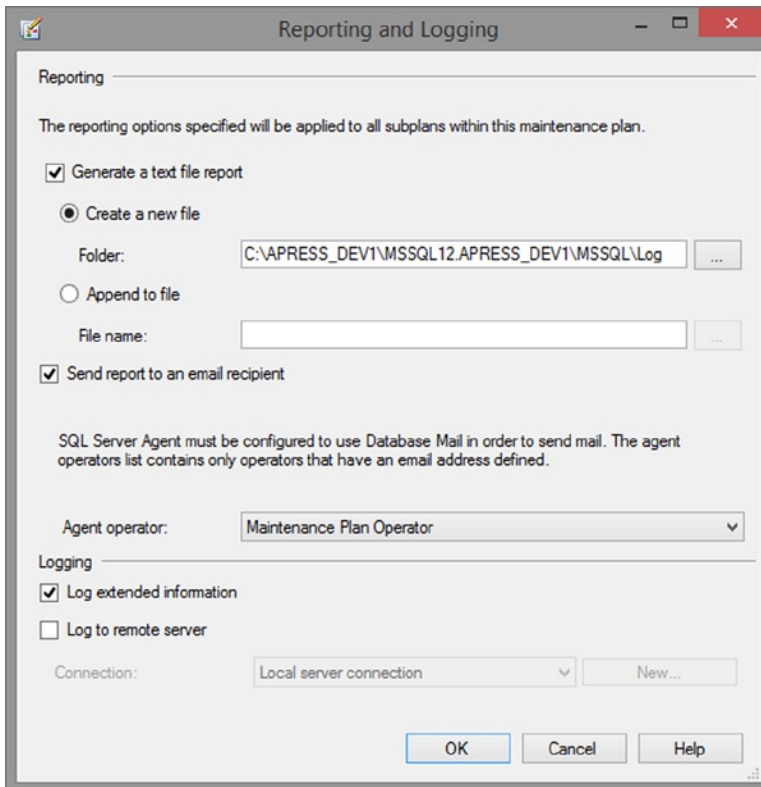 Reporting and Logging
Reporting
The reporting options specified will be applied to all subplans within this maintenance plan.
Generate a text file report
Create a new file
Folder: C:\APRESS_DEV1\MSSQL12.APRESS_DEV1\MSSQL\Log ...
Append to file
File name: ...
Send report to an email recipient
SQL Server Agent must be configured to use Database Mail in order to send mail. The agent
operators list contains only operators that have an email address defined.
Agent operator: Maintenance Plan Operator
Logging
Log extended information
Log to remote server
Connection: Local server connection New...
OK Cancel Help